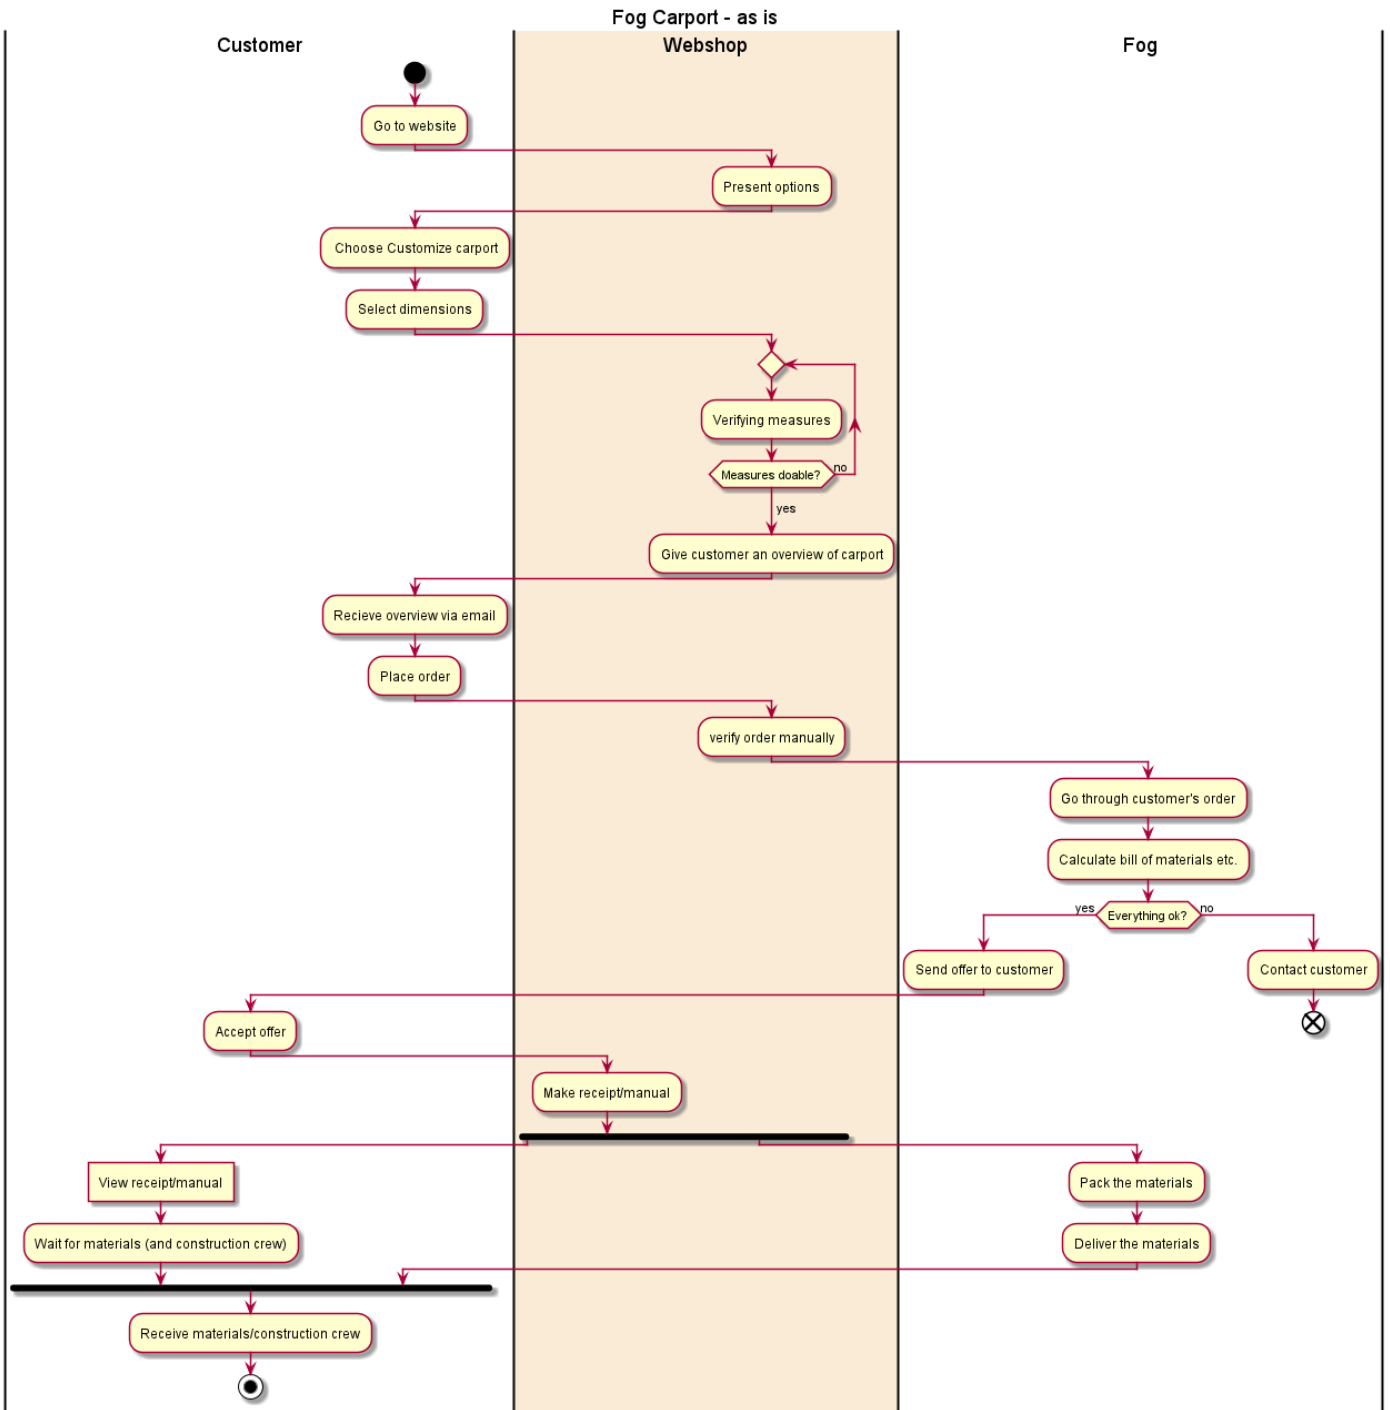 Fog Carport - as is
Customer
Webshop
Fog
Go to website
Present options
Choose Customize carport
Select dimensions
Verifying measures
Measures doable?
no
yes
Give customer an overview of carport
Recieve overview via email
Place order
verify order manually
Go through customer's order
Calculate bill of materials etc.
yes
Everything ok?
no
Send offer to customer
Contact customer
Accept offer
Make receipt/manual
View receipt/manual
Pack the materials
Wait for materials (and construction crew)
Deliver the materials
Receive materials/construction crew